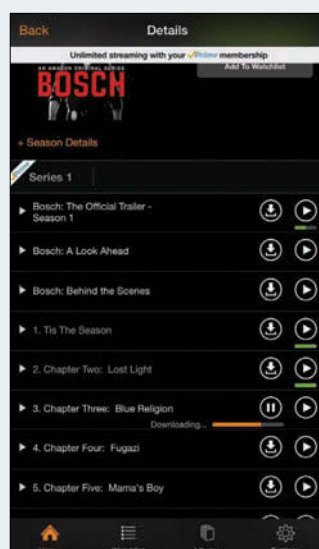 Back
Details
Unlimited streaming with your Prime membership
AN AMAZON ORIGINAL SERIES
Add To Watchlist
BOSCH
+ Season Details
Series 1
Bosch: The Official Trailer -
Season 1
Bosch: A Look Ahead
Bosch: Behind the Scenes
1. Tis The Season
2. Chapter Two: Lost Light
3. Chapter Three: Blue Religion
Downloading...
4. Chapter Four: Fugazi
5. Chapter Five: Mama's Boy